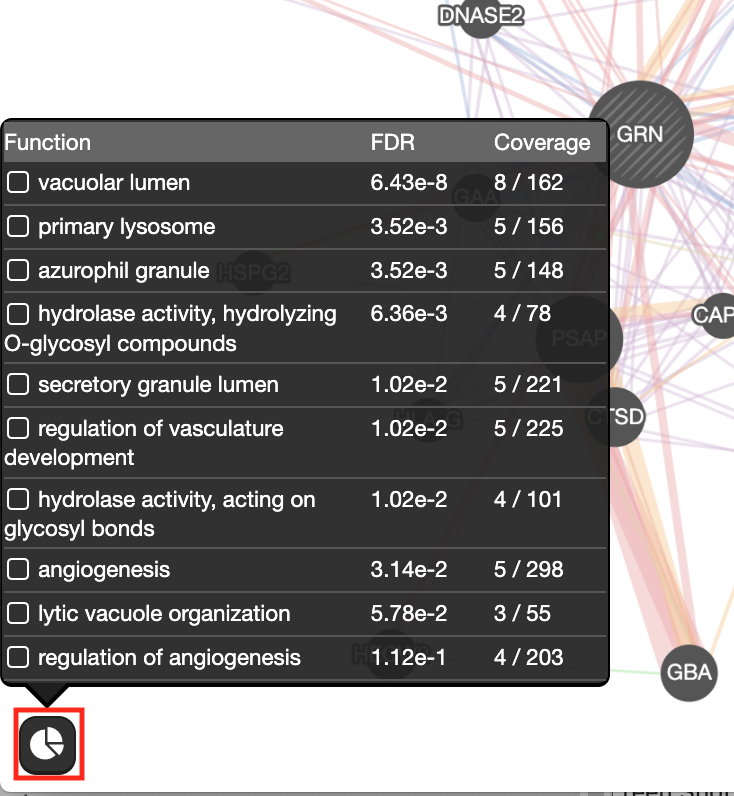 DNASE2
Function FDR Coverage
GRN
vacuolar lumen 6.43e-8 8 / 162
GAA
primary lysosome 3.52e-3 5 / 156
azurophil granule 3.52e-3 5 / 148
HSPG2
hydrolase activity, hydrolyzing 6.36e-3 4 / 78
O-glycosyl compounds
CAP
PSAP
secretory granule lumen 1.02e-2 5 / 221
CTSD
regulation of vasculature 1.02e-2 5 / 225
development
hydrolase activity, acting on 1.02e-2 4 / 101
glycosyl bonds
angiogenesis 3.14e-2 5 / 298
lytic vacuole organization 5.78e-2 3 / 55
regulation of angiogenesis 1.12e-1 4 / 203
GBA